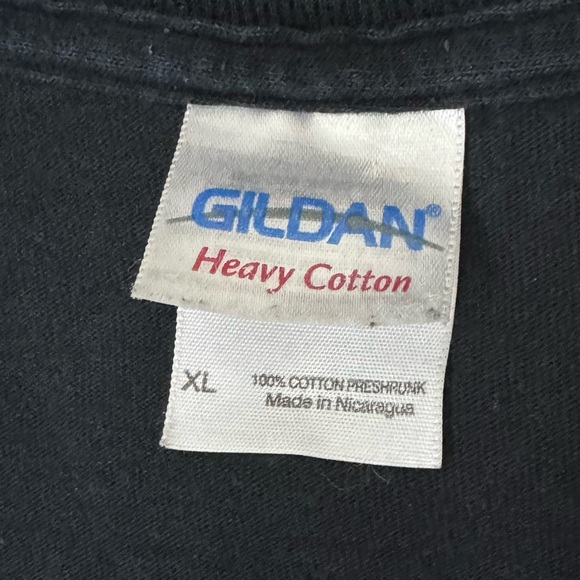 GILDAN®
Heavy Cotton
XL
100% COTTON PRESHRUNK
Made in Nicaragua